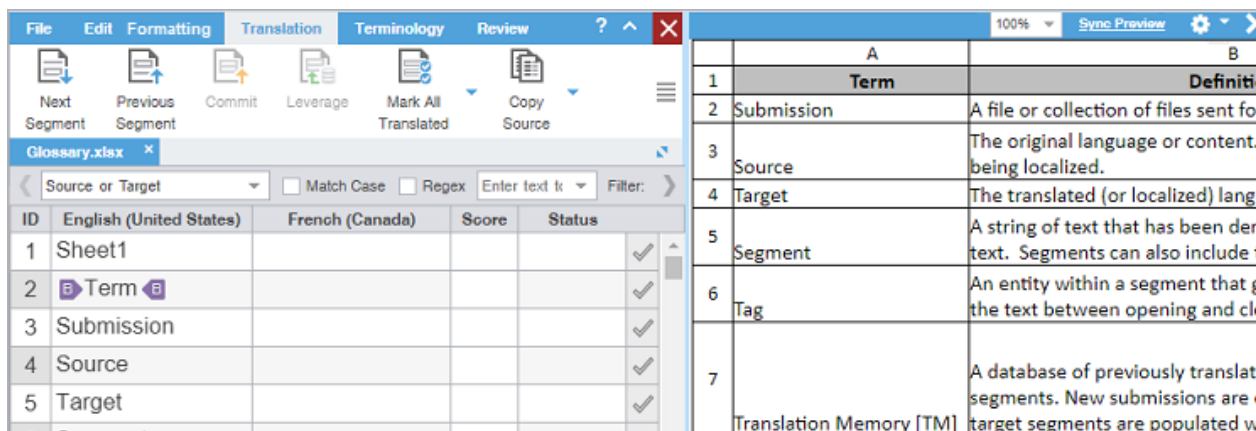 File Edit Formatting Translation Terminology Review ?
Next Segment
Previous Segment
Commit
Leverage
Mark All Translated
Copy Source
Glossary.xlsx ×
Source or Target Match Case Regex Enter text Filter:
ID English (United States) French (Canada) Score Status
1 Sheet1
2 B Term B
3 Submission
4 Source
5 Target
100% Sync Preview
A B
1 Term
2 Submission A file or collection of files sent
3 Source The original language or content.
being localized.
4 Target The translated (or localized)
5 Segment A string of text that has been
text. Segments can also include
6 Tag An entity within a segment that
the text between opening and
7 Translation Memory [TM] A database of previously
segments. New submissions are
target segments are populated